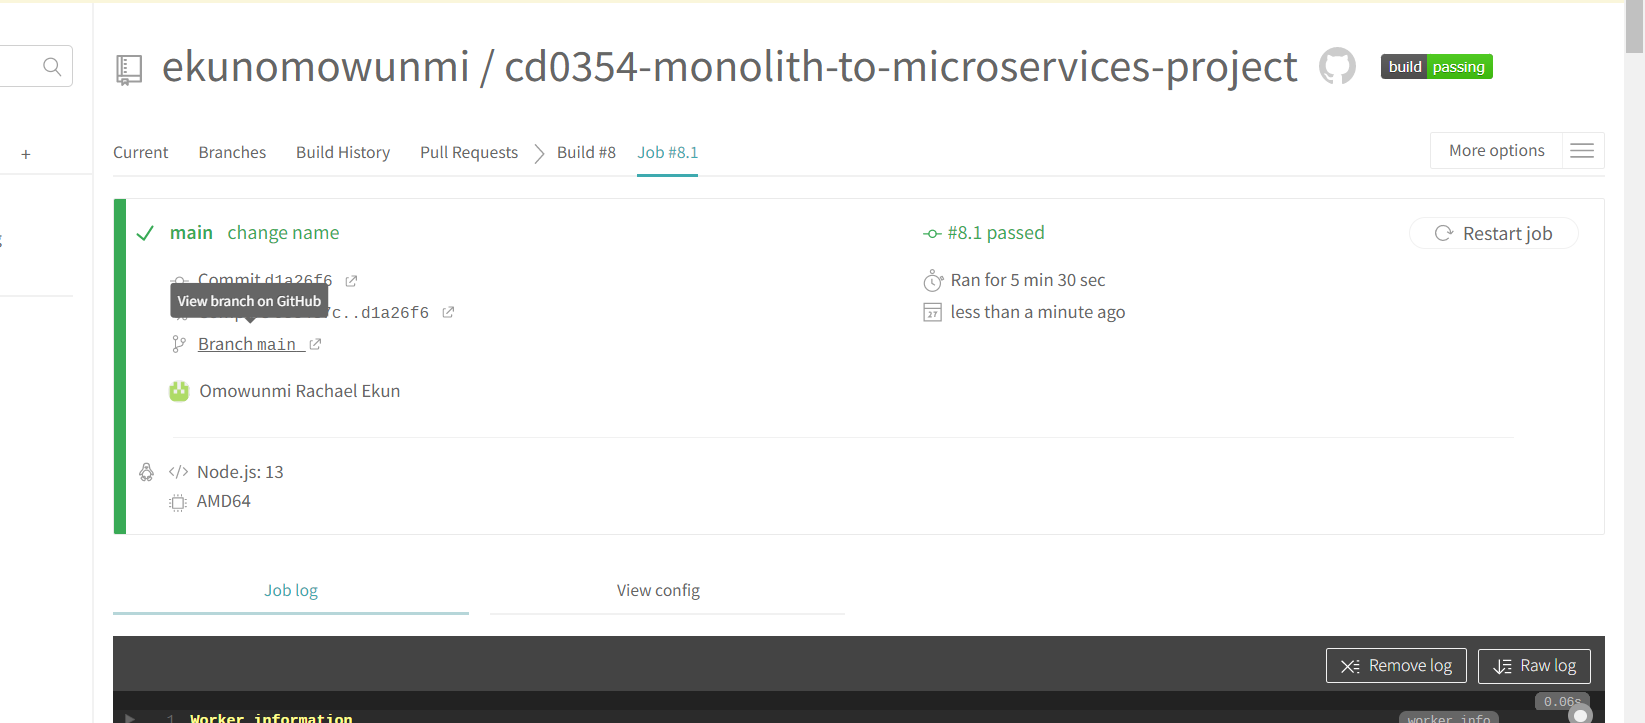 ekunomowunmi / cd0354-monolith-to-microservices-project build passing
+
Current Branches Build History Pull Requests Build #8 Job #8.1 More options
main change name #8.1 passed Restart job
Commit d1a26f6 Ran for 5 min 30 sec
View branch on GitHub
..d1a26f6 less than a minute ago
Branch main
Omowunmi Rachael Ekun
Node.js: 13
AMD64
Job log View config
Remove log Raw log
0.06s
1 Worker information worker_info